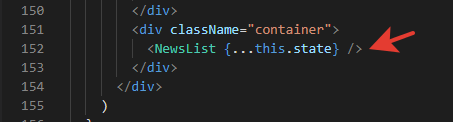 150 </div>
151 <div className="container">
152 <NewsList {...this.state} />
153 </div>
154 </div>
155 )
156 }